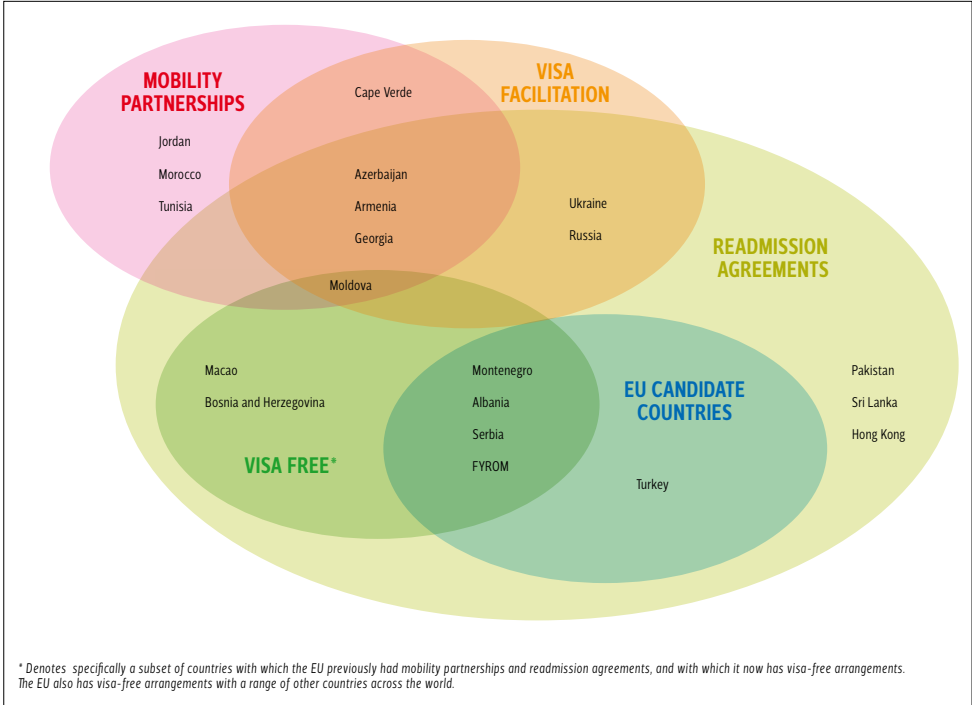 MOBILITY
PARTNERSHIPS
VISA
FACILITATION
Cape Verde
Jordan
Morocco
Tunisia
Azerbaijan
Armenia
Georgia
Ukraine
Russia
READMISSION
AGREEMENTS
Moldova
Macao
Bosnia and Herzegovina
VISA FREE*
Montenegro
Albania
Serbia
FYROM
EU CANDIDATE
COUNTRIES
Turkey
Pakistan
Sri Lanka
Hong Kong
* Denotes specifically a subset of countries with which the EU previously had mobility partnerships and readmission agreements, and with which it now has visa-free arrangements.
The EU also has visa-free arrangements with a range of other countries across the world.